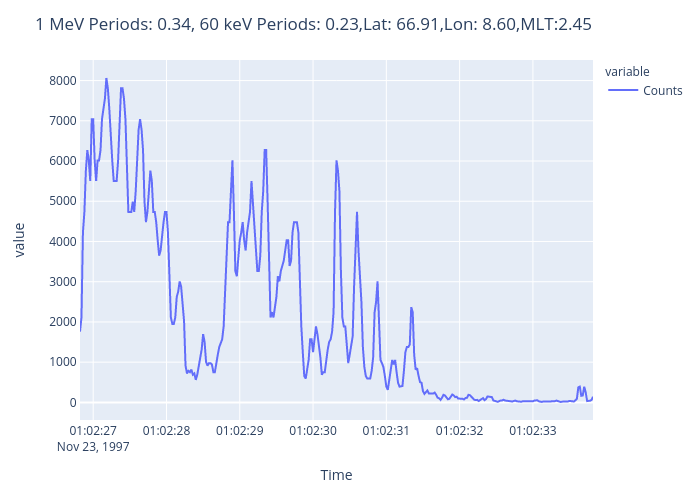 1 MeV Periods: 0.34, 60 keV Periods: 0.23,Lat: 66.91,Lon: 8.60,MLT:2.45
variable
Counts
8000
7000
6000
5000
4000
3000
2000
1000
0
value
01:02:27
Nov 23, 1997
01:02:28
01:02:29
01:02:30
01:02:31
01:02:32
01:02:33
Time